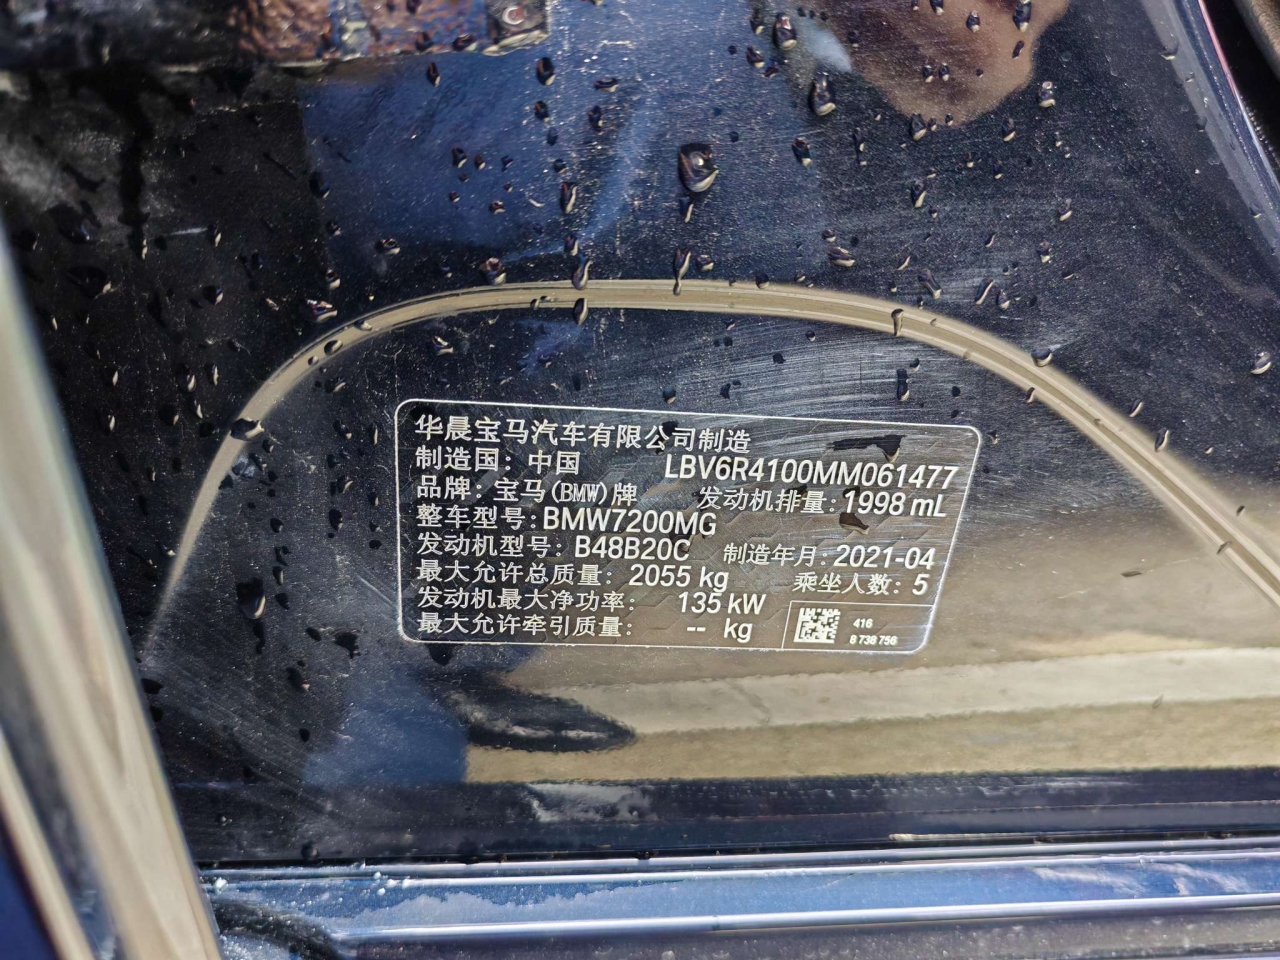 华晨宝马汽车有限公司制造
制造国：中国 LBV6R4100MM061477
品牌：宝马(BMW)牌 发动机排量：1998 mL
整车型号：BMW7200MG
发动机型号：B48B20C 制造年月：2021-04
最大允许总质量：2055 kg 乘坐人数：5
发动机最大净功率：135 kW
最大允许牵引质量：-- kg
416
8 738 756